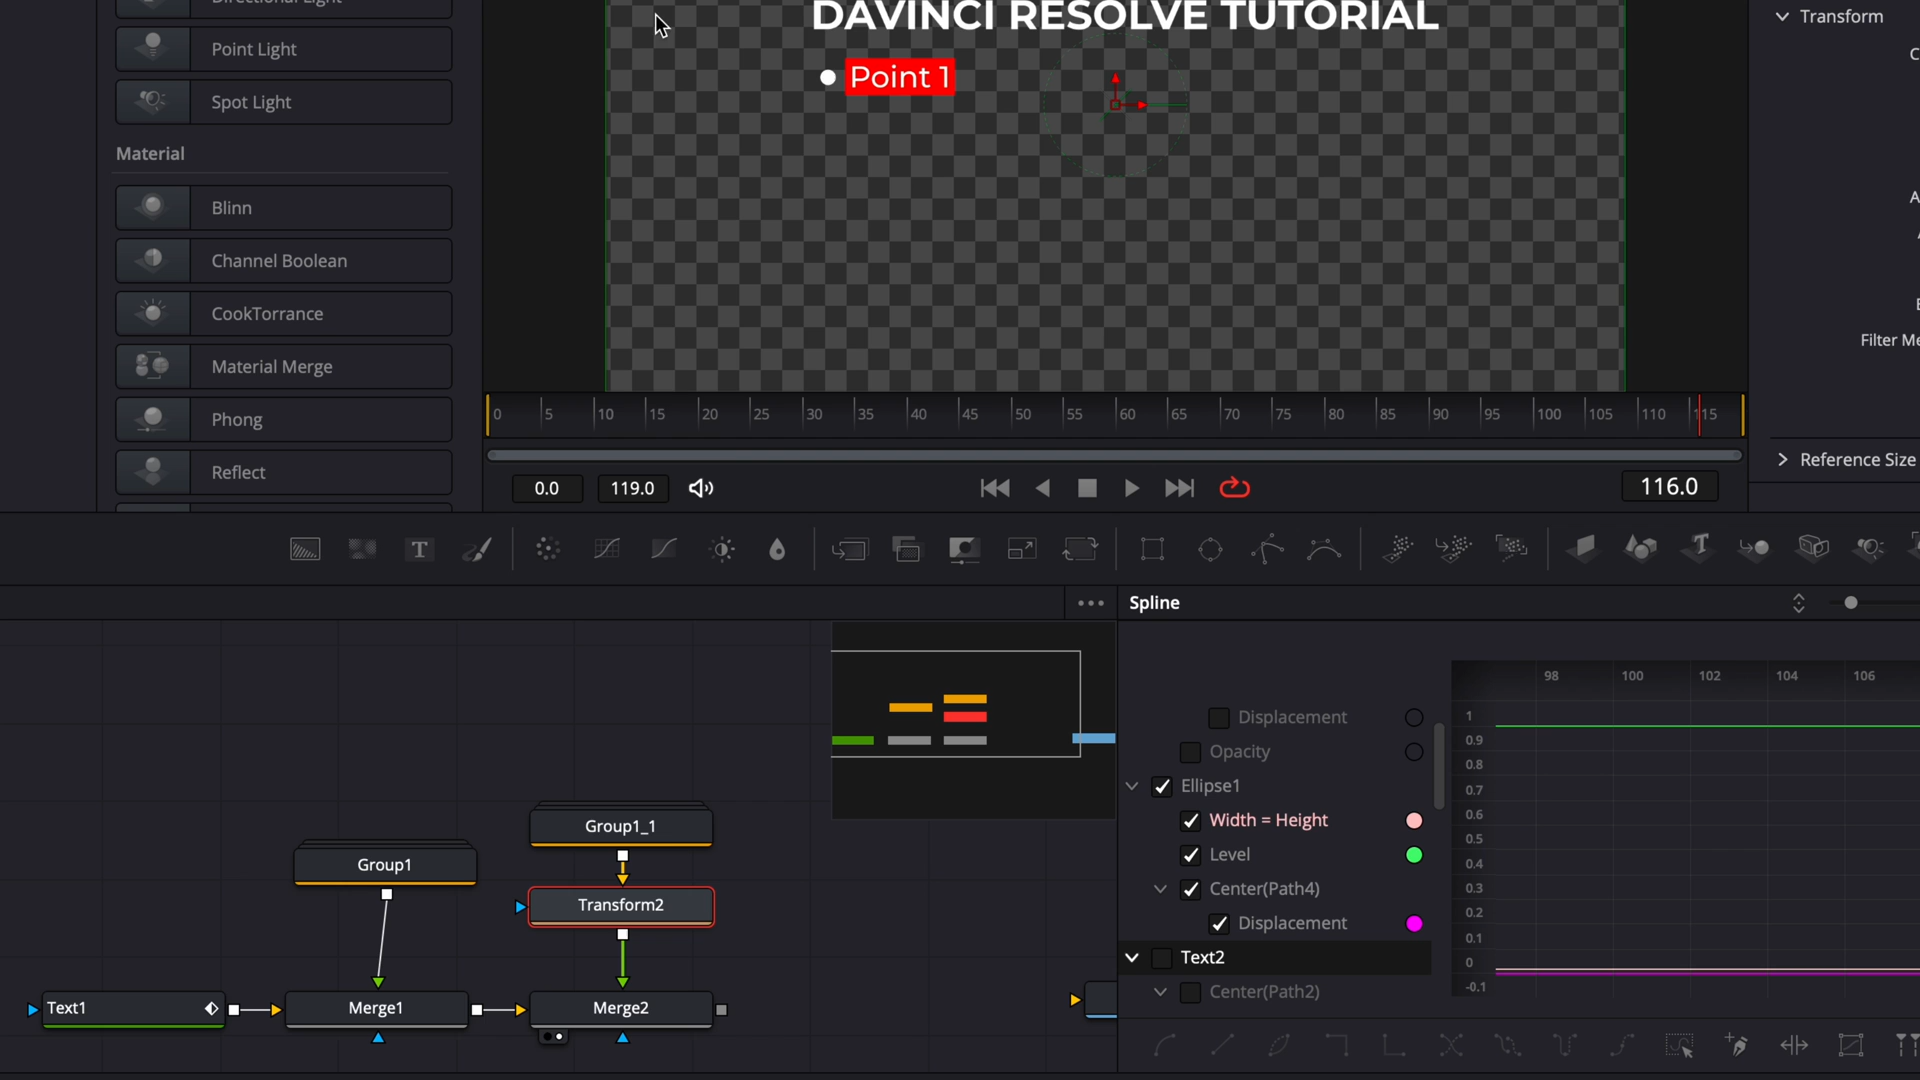 Directional Light
Point Light
Spot Light
Material
Blinn
Channel Boolean
CookTorrance
Material Merge
Phong
Reflect
DAVINCI RESOLVE TUTORIAL
Point 1
0 5 10 15 20 25 30 35 40 45 50 55 60 65 70 75 80 85 90 95 100 105 110 115
0.0 119.0
116.0
Transform
C
A
Filter Me
Reference Size
T
Spline
Group1_1
Group1
Transform2
Text1
Merge1
Merge2
Displacement
Opacity
Ellipse1
Width = Height
Level
Center(Path4)
Displacement
Text2
Center(Path2)
98 100 102 104 106
1
0.9
0.8
0.7
0.6
0.5
0.4
0.3
0.2
0.1
0
-0.1